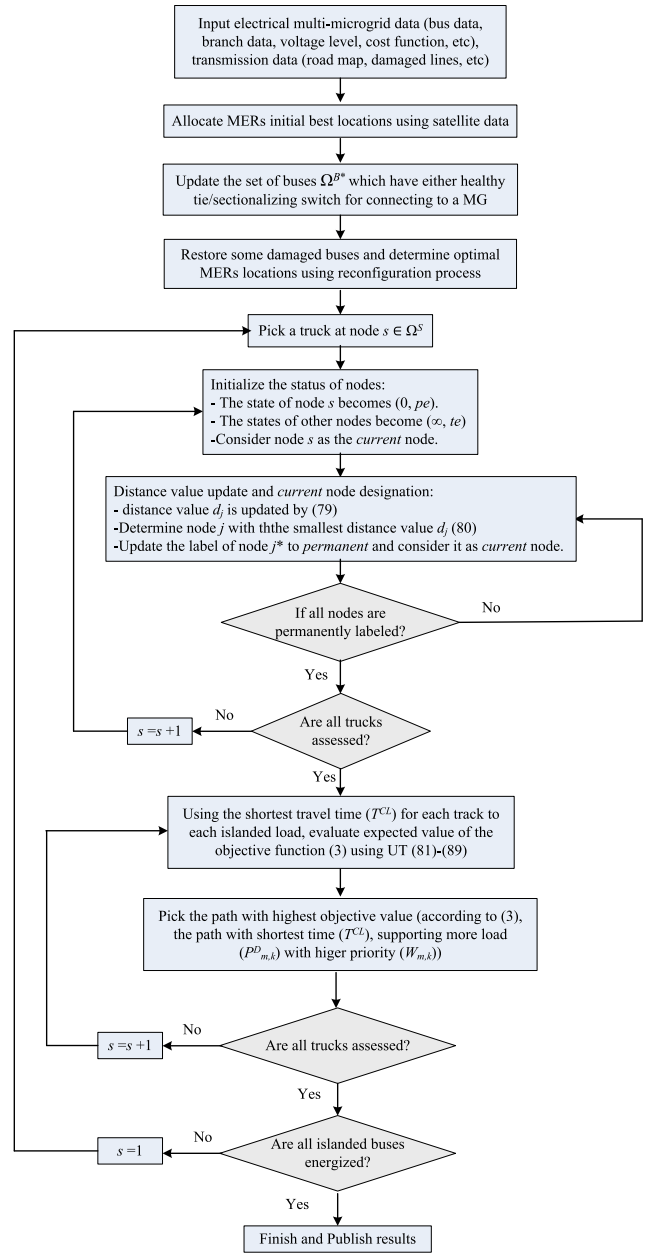 Input electrical multi-microgrid data (bus data,
branch data, voltage level, cost function, etc),
transmission data (road map, damaged lines, etc)
Allocate MERs initial best locations using satellite data
Update the set of buses Ω^{B*} which have either healthy
tie/sectionalizing switch for connecting to a MG
Restore some damaged buses and determine optimal
MERs locations using reconfiguration process
Pick a truck at node s ∈ Ω^S
Initialize the status of nodes:
- The state of node s becomes (0, pe).
- The states of other nodes become (∞, te)
-Consider node s as the current node.
Distance value update and current node designation:
- distance value d_j is updated by (79)
-Determine node j with ththe smallest distance value d_j (80)
-Update the label of node j* to permanent and consider it as current node.
If all nodes are
permanently labeled?
No
Yes
Are all trucks
assessed?
No
s =s +1
Yes
Using the shortest travel time (T^{CL}) for each track to
each islanded load, evaluate expected value of the
objective function (3) using UT (81)-(89)
Pick the path with highest objective value (according to (3),
the path with shortest time (T^{CL}), supporting more load
(P^D_{m,k}) with higer priority (W_{m,k}))
Are all trucks assessed?
No
s =s +1
Yes
Are all islanded buses
energized?
No
s =1
Yes
Finish and Publish results